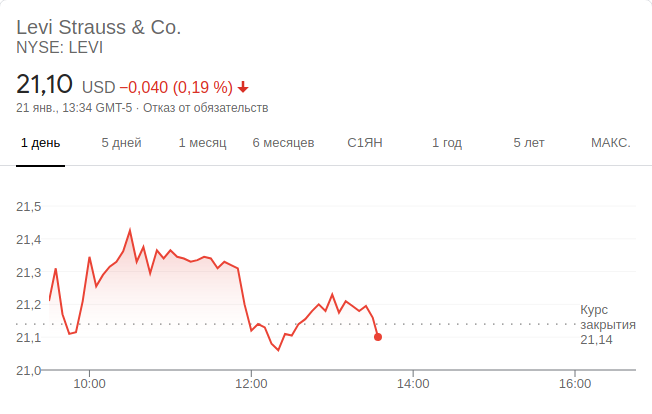 Levi Strauss & Co.
NYSE: LEVI
21,10 USD −0,040 (0,19 %)
21 янв., 13:34 GMT-5 · Отказ от обязательств
1 день 5 дней 1 месяц 6 месяцев С1ЯН 1 год 5 лет МАКС.
21,5
21,4
21,3
21,2
21,1
21,0
Курс
закрытия
21,14
10:00 12:00 14:00 16:00